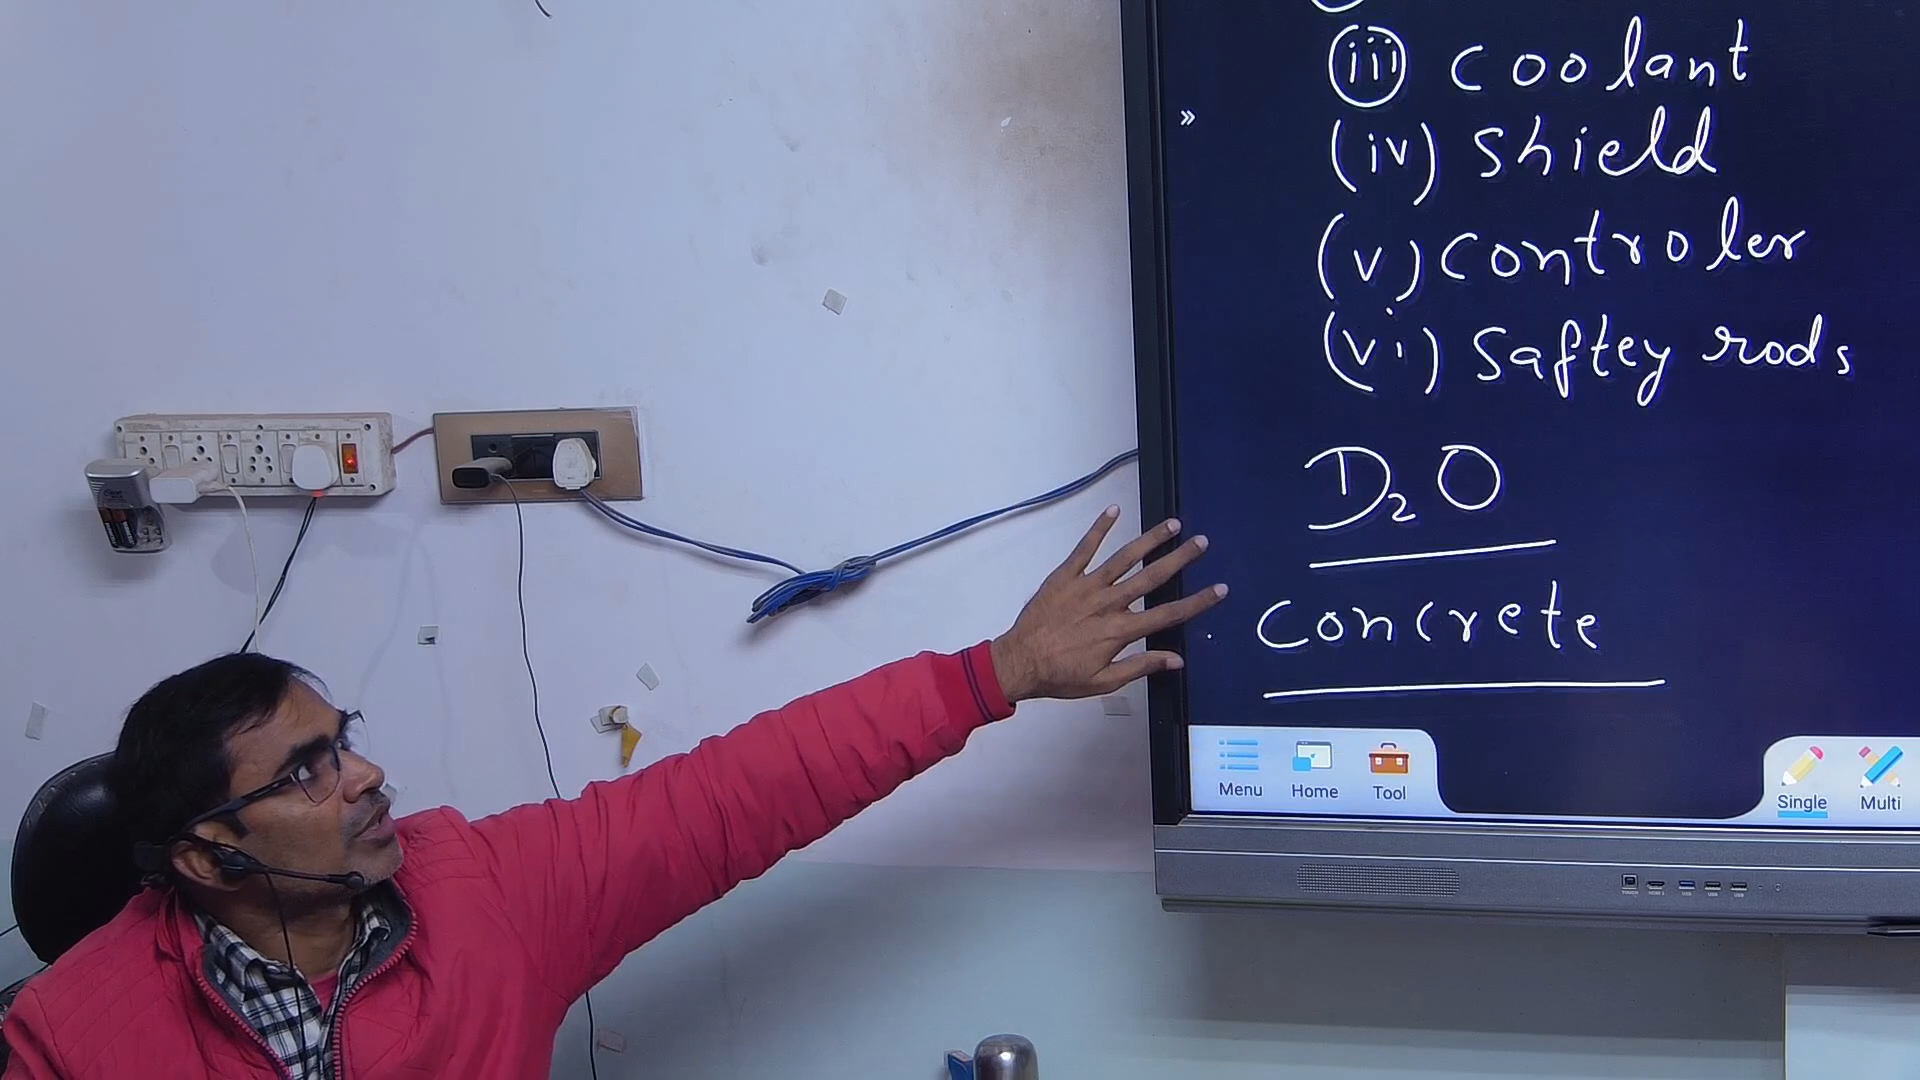 (iii) coolant
»
(iv) Shield
(v) controler
(vi) Saftey rods
D₂O
concrete
Menu Home Tool
Single Multi